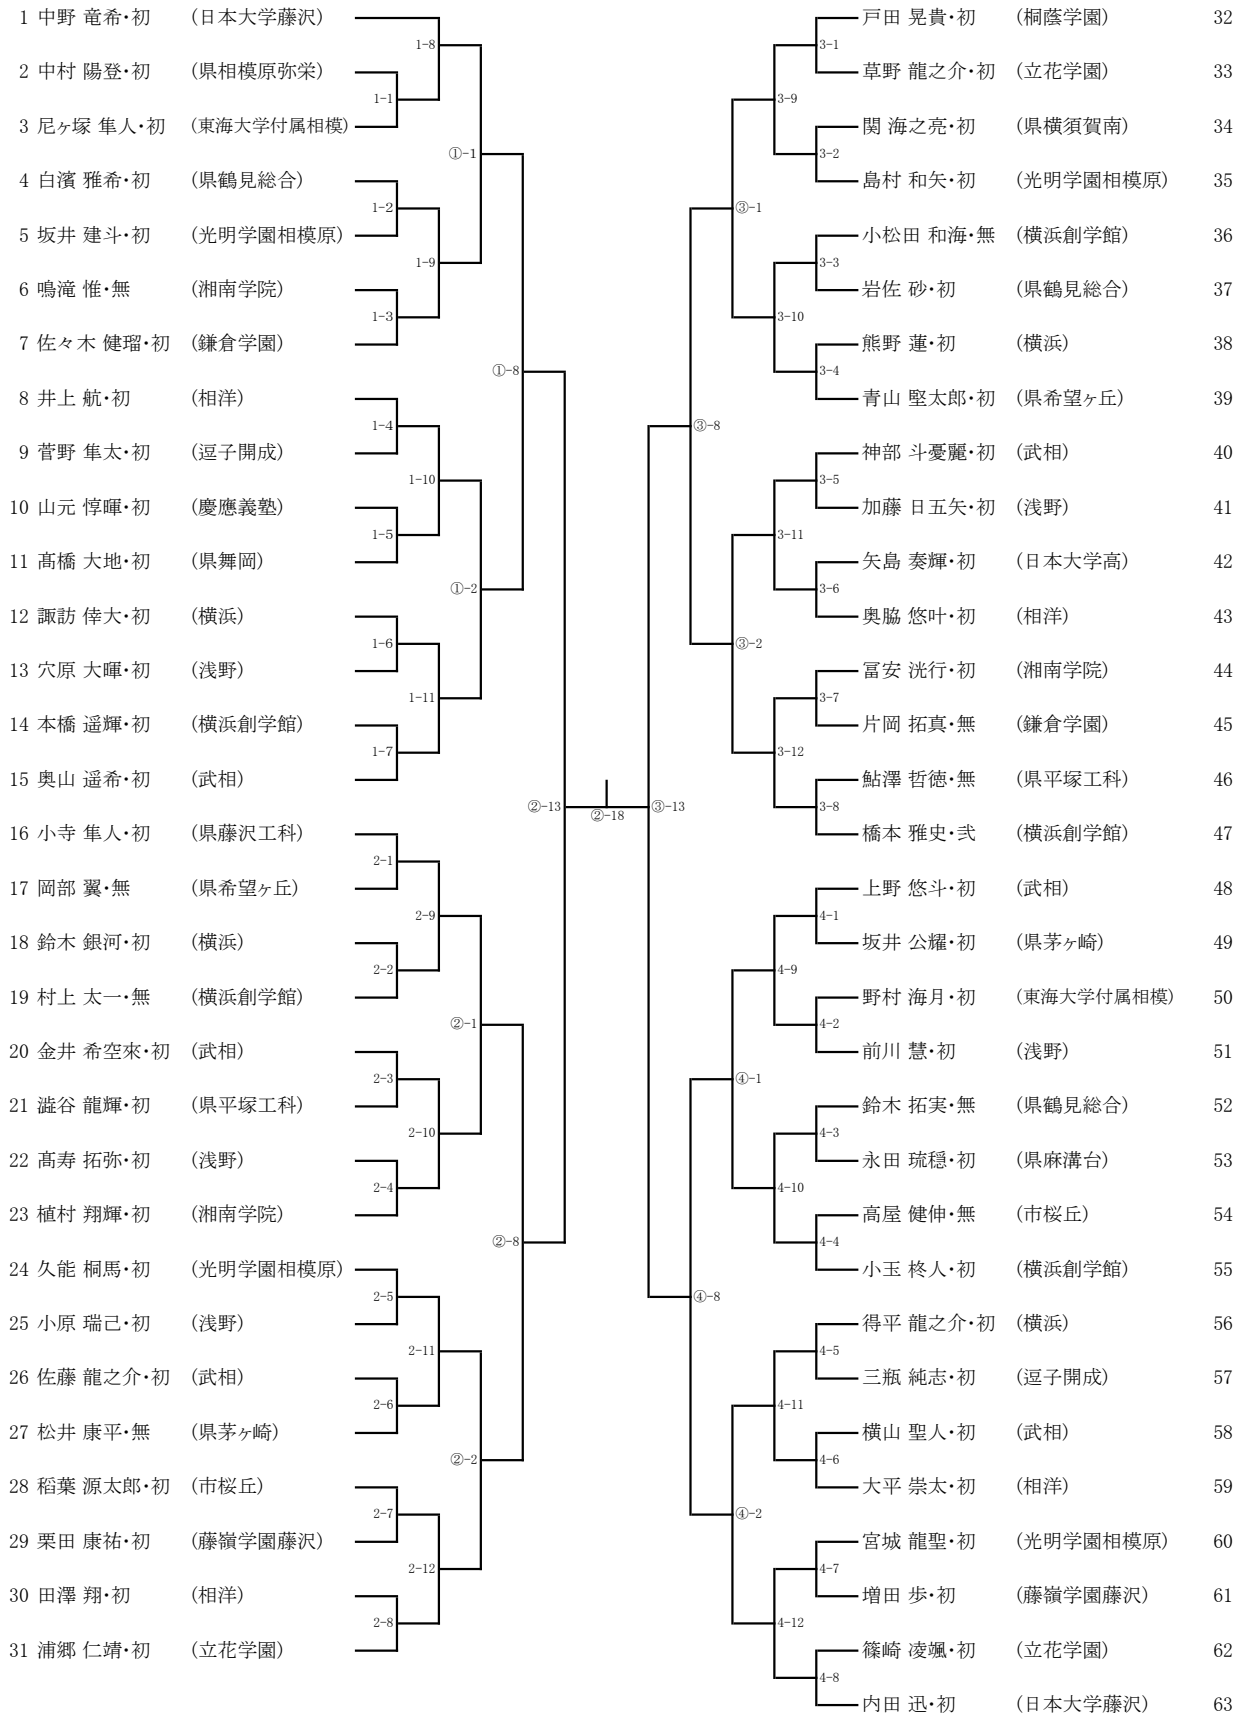 1 中野 竜希・初 (日本大学藤沢)
2 中村 陽登・初 (県相模原弥栄)
3 尼ヶ塚 隼人・初 (東海大学付属相模)
4 白濱 雅希・初 (県鶴見総合)
5 坂井 建斗・初 (光明学園相模原)
6 鳴滝 惟・無 (湘南学院)
7 佐々木 健瑠・初 (鎌倉学園)
8 井上 航・初 (相洋)
9 菅野 隼太・初 (逗子開成)
10 山元 惇暉・初 (慶應義塾)
11 髙橋 大地・初 (県舞岡)
12 諏訪 倖大・初 (横浜)
13 穴原 大暉・初 (浅野)
14 本橋 遥輝・初 (横浜創学館)
15 奥山 遥希・初 (武相)
16 小寺 隼人・初 (県藤沢工科)
17 岡部 翼・無 (県希望ヶ丘)
18 鈴木 銀河・初 (横浜)
19 村上 太一・無 (横浜創学館)
20 金井 希空來・初 (武相)
21 澁谷 龍輝・初 (県平塚工科)
22 髙寿 拓弥・初 (浅野)
23 植村 翔輝・初 (湘南学院)
24 久能 桐馬・初 (光明学園相模原)
25 小原 瑞己・初 (浅野)
26 佐藤 龍之介・初 (武相)
27 松井 康平・無 (県茅ヶ崎)
28 稻葉 源太郎・初 (市桜丘)
29 栗田 康祐・初 (藤嶺学園藤沢)
30 田澤 翔・初 (相洋)
31 浦郷 仁靖・初 (立花学園)
1-8
1-1
①-1
1-2
1-9
1-3
①-8
1-4
1-10
1-5
①-2
1-6
1-11
1-7
②-13
②-18
③-13
2-1
2-9
2-2
②-1
2-3
2-10
2-4
②-8
2-5
2-11
2-6
②-2
2-7
2-12
2-8
3-1
3-9
3-2
③-1
3-3
3-10
3-4
③-8
3-5
3-11
3-6
③-2
3-7
3-12
3-8
4-1
4-9
4-2
④-1
4-3
4-10
4-4
④-8
4-5
4-11
4-6
④-2
4-7
4-12
4-8
戸田 晃貴・初 (桐蔭学園) 32
草野 龍之介・初 (立花学園) 33
関 海之亮・初 (県横須賀南) 34
島村 和矢・初 (光明学園相模原) 35
小松田 和海・無 (横浜創学館) 36
岩佐 砂・初 (県鶴見総合) 37
熊野 蓮・初 (横浜) 38
青山 堅太郎・初 (県希望ヶ丘) 39
神部 斗憂麗・初 (武相) 40
加藤 日五矢・初 (浅野) 41
矢島 奏輝・初 (日本大学高) 42
奥脇 悠叶・初 (相洋) 43
冨安 洸行・初 (湘南学院) 44
片岡 拓真・無 (鎌倉学園) 45
鮎澤 哲徳・無 (県平塚工科) 46
橋本 雅史・弐 (横浜創学館) 47
上野 悠斗・初 (武相) 48
坂井 公耀・初 (県茅ヶ崎) 49
野村 海月・初 (東海大学付属相模) 50
前川 慧・初 (浅野) 51
鈴木 拓実・無 (県鶴見総合) 52
永田 琉穏・初 (県麻溝台) 53
高屋 健伸・無 (市桜丘) 54
小玉 柊人・初 (横浜創学館) 55
得平 龍之介・初 (横浜) 56
三瓶 純志・初 (逗子開成) 57
横山 聖人・初 (武相) 58
大平 崇太・初 (相洋) 59
宮城 龍聖・初 (光明学園相模原) 60
増田 歩・初 (藤嶺学園藤沢) 61
篠崎 凌颯・初 (立花学園) 62
内田 迅・初 (日本大学藤沢) 63